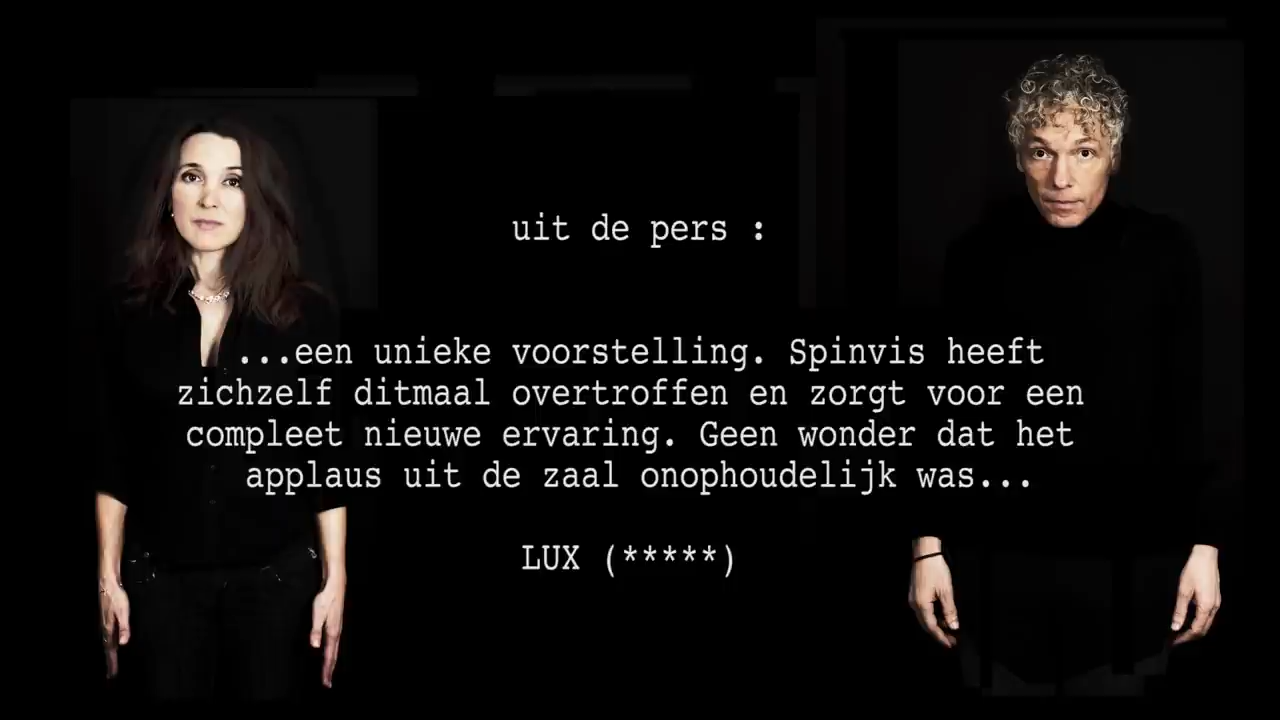 uit de pers :
...een unieke voorstelling. Spinvis heeft
zichzelf ditmaal overtroffen en zorgt voor een
compleet nieuwe ervaring. Geen wonder dat het
applaus uit de zaal onophoudelijk was...
LUX (*****)